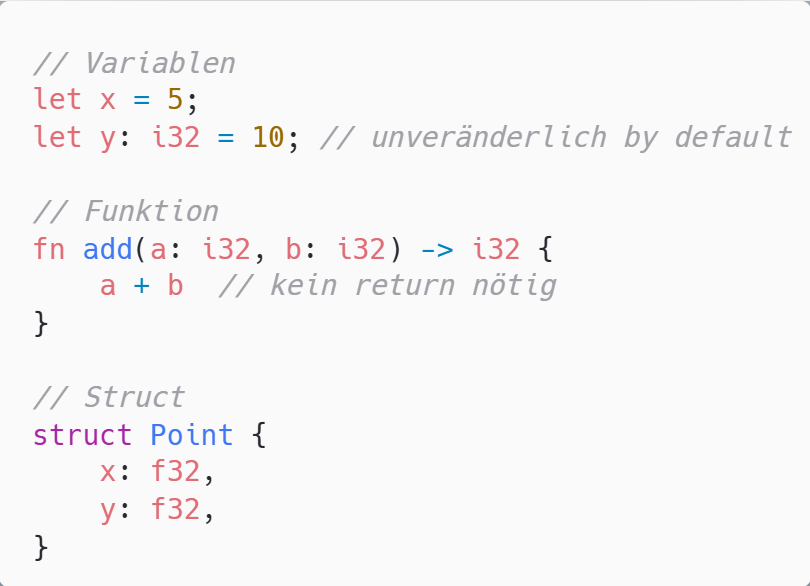 // Variablen
let x = 5;
let y: i32 = 10; // unveränderlich by default
// Funktion
fn add(a: i32, b: i32) -> i32 {
    a + b  // kein return nötig
}
// Struct
struct Point {
    x: f32,
    y: f32,
}